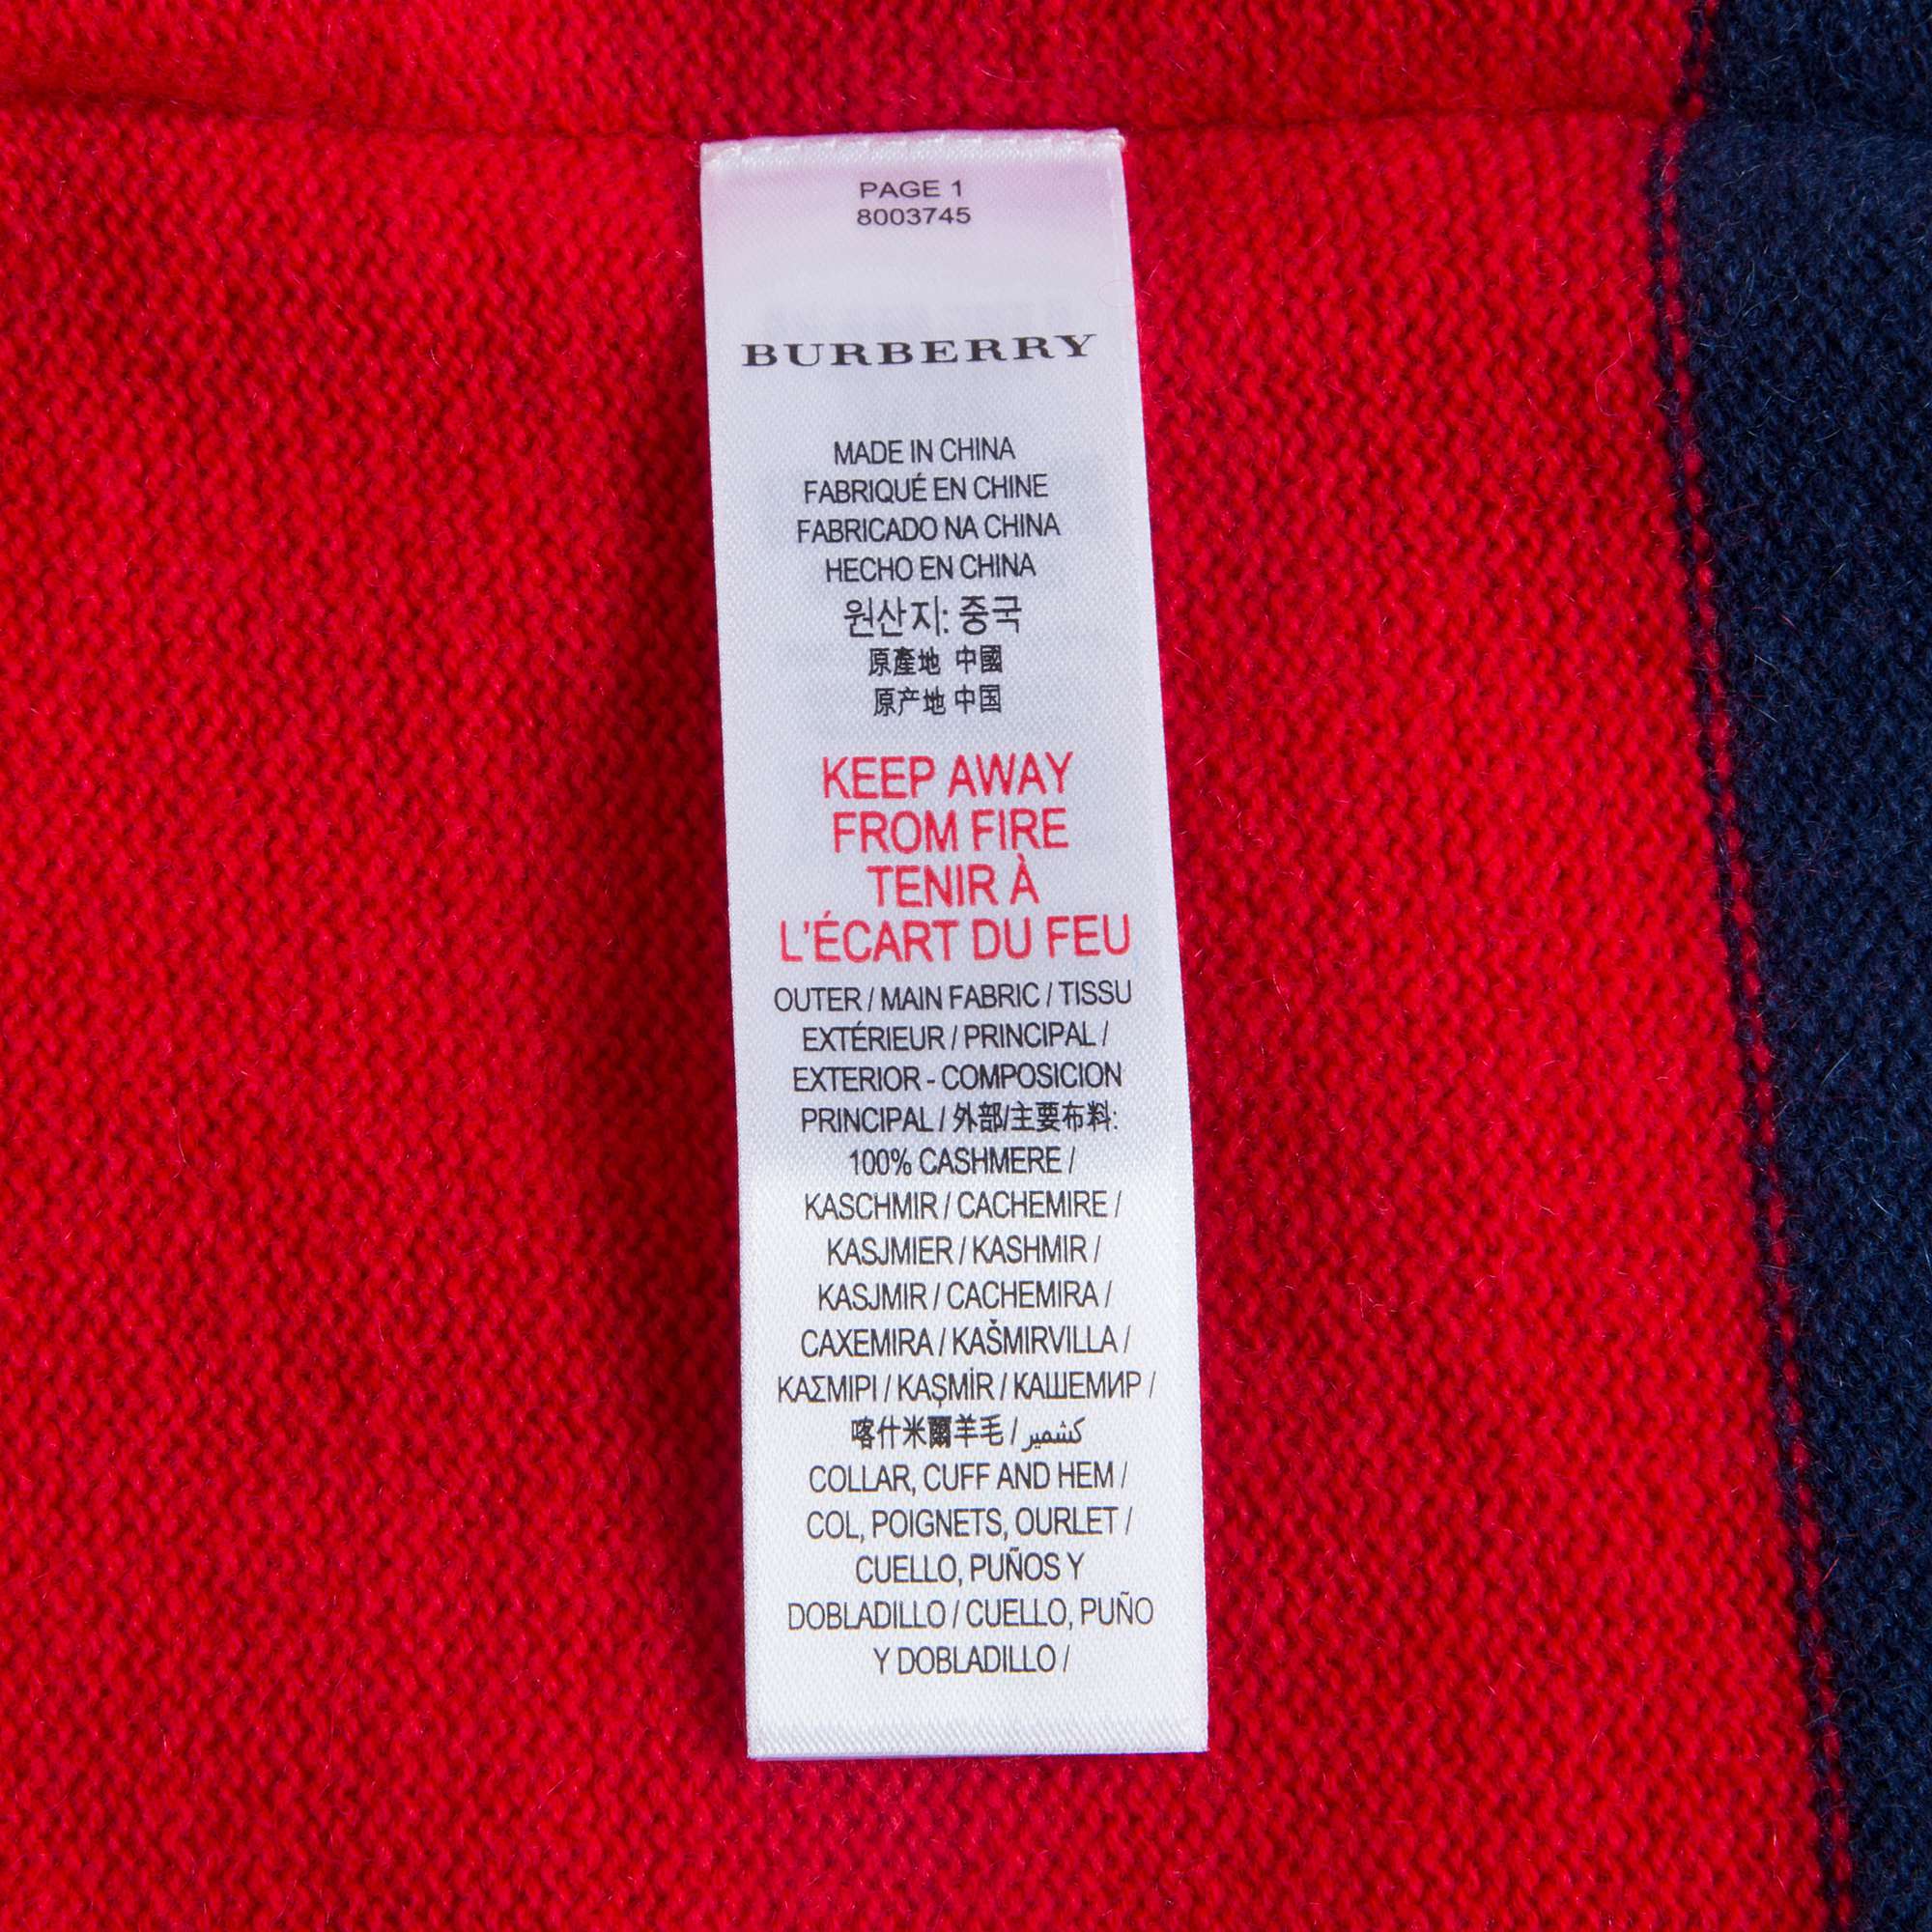 PAGE 1
8003745
BURBERRY
MADE IN CHINA
FABRIQUÉ EN CHINE
FABRICADO NA CHINA
HECHO EN CHINA
원산지: 중국
原產地 中國
原产地 中国
KEEP AWAY
FROM FIRE
TENIR À
L'ÉCART DU FEU
OUTER / MAIN FABRIC / TISSU
EXTÉRIEUR / PRINCIPAL /
EXTERIOR - COMPOSICION
PRINCIPAL / 外部/主要布料:
100% CASHMERE /
KASCHMIR / CACHEMIRE /
KASJMIER / KASHMIR /
KASJMIR / CACHEMIRA /
CAXEMIRA / KAŠMIRVILLA /
ΚΑΣΜΙΡΙ / KAŞMİR / КАШЕМИР /
喀什米爾羊毛 / كشمير
COLLAR, CUFF AND HEM /
COL, POIGNETS, OURLET /
CUELLO, PUÑOS Y
DOBLADILLO / CUELLO, PUÑO
Y DOBLADILLO /